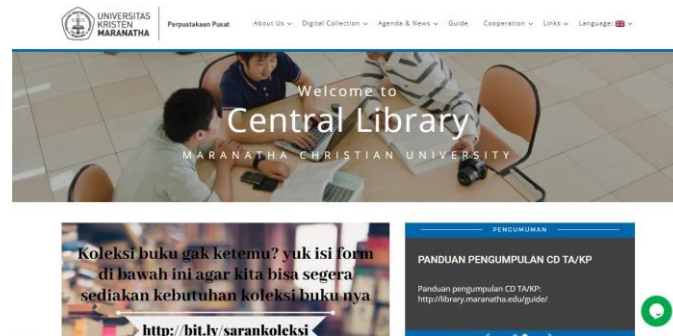 UNIVERSITAS
KRISTEN
MARANATHA
Perpustakaan Pusat
About Us
Digital Collection
Agenda & News
Guide
Cooperation
Links
Language:
Welcome to
Central Library
MARANATHA CHRISTIAN UNIVERSITY
Koleksi buku gak ketemu? yuk isi form
di bawah ini agar kita bisa segera
sediakan kebutuhan koleksi buku nya
http://bit.ly/sarankoleksi
PENGUMUMAN
PANDUAN PENGUMPULAN CD TA/KP
Panduan pengumpulan CD TA/KP:
http://library.maranatha.edu/guide/